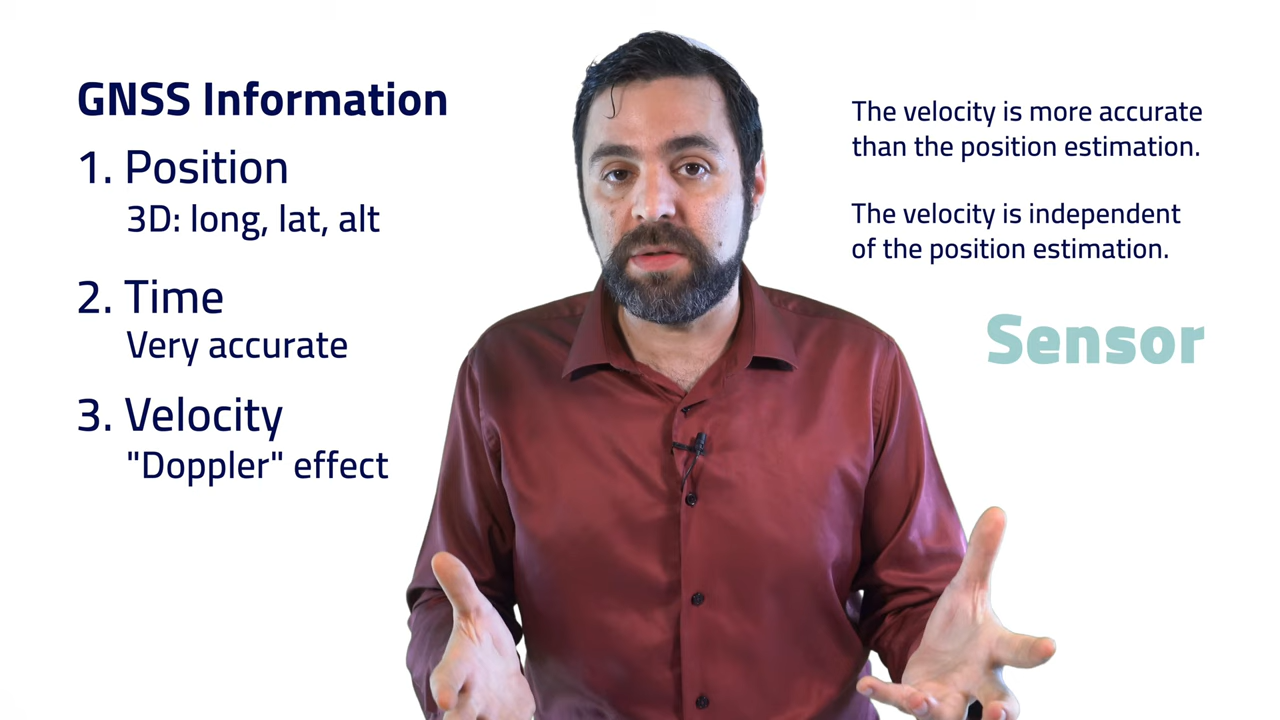 GNSS Information
1. Position
3D: long, lat, alt
2. Time
Very accurate
3. Velocity
"Doppler" effect
The velocity is more accurate
than the position estimation.
The velocity is independent
of the position estimation.
Sensor